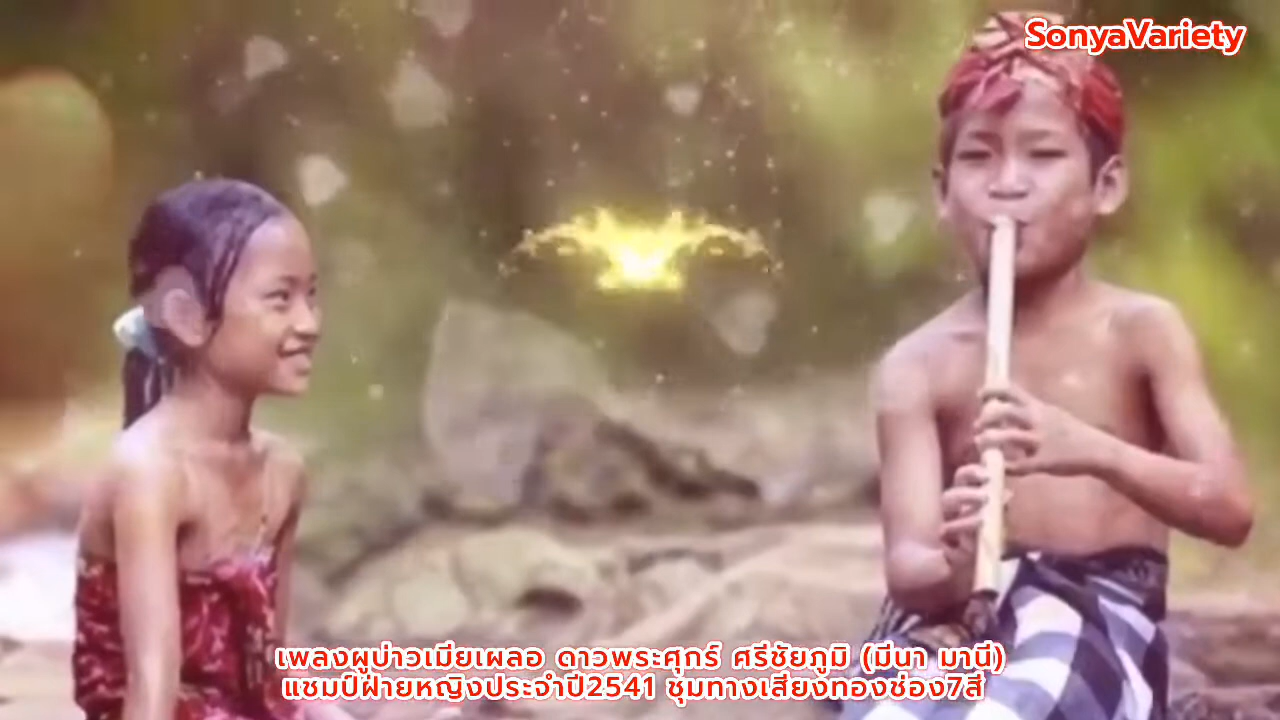 SonyaVariety
เพลงผู้บ่าวเมียเผลอ ดาวพระศุกร์ ศรีชัยภูมิ (มีนา มานี)
แชมป์ฝ่ายหญิงประจำปี2541 ชุมทางเสียงทองช่อง7สี